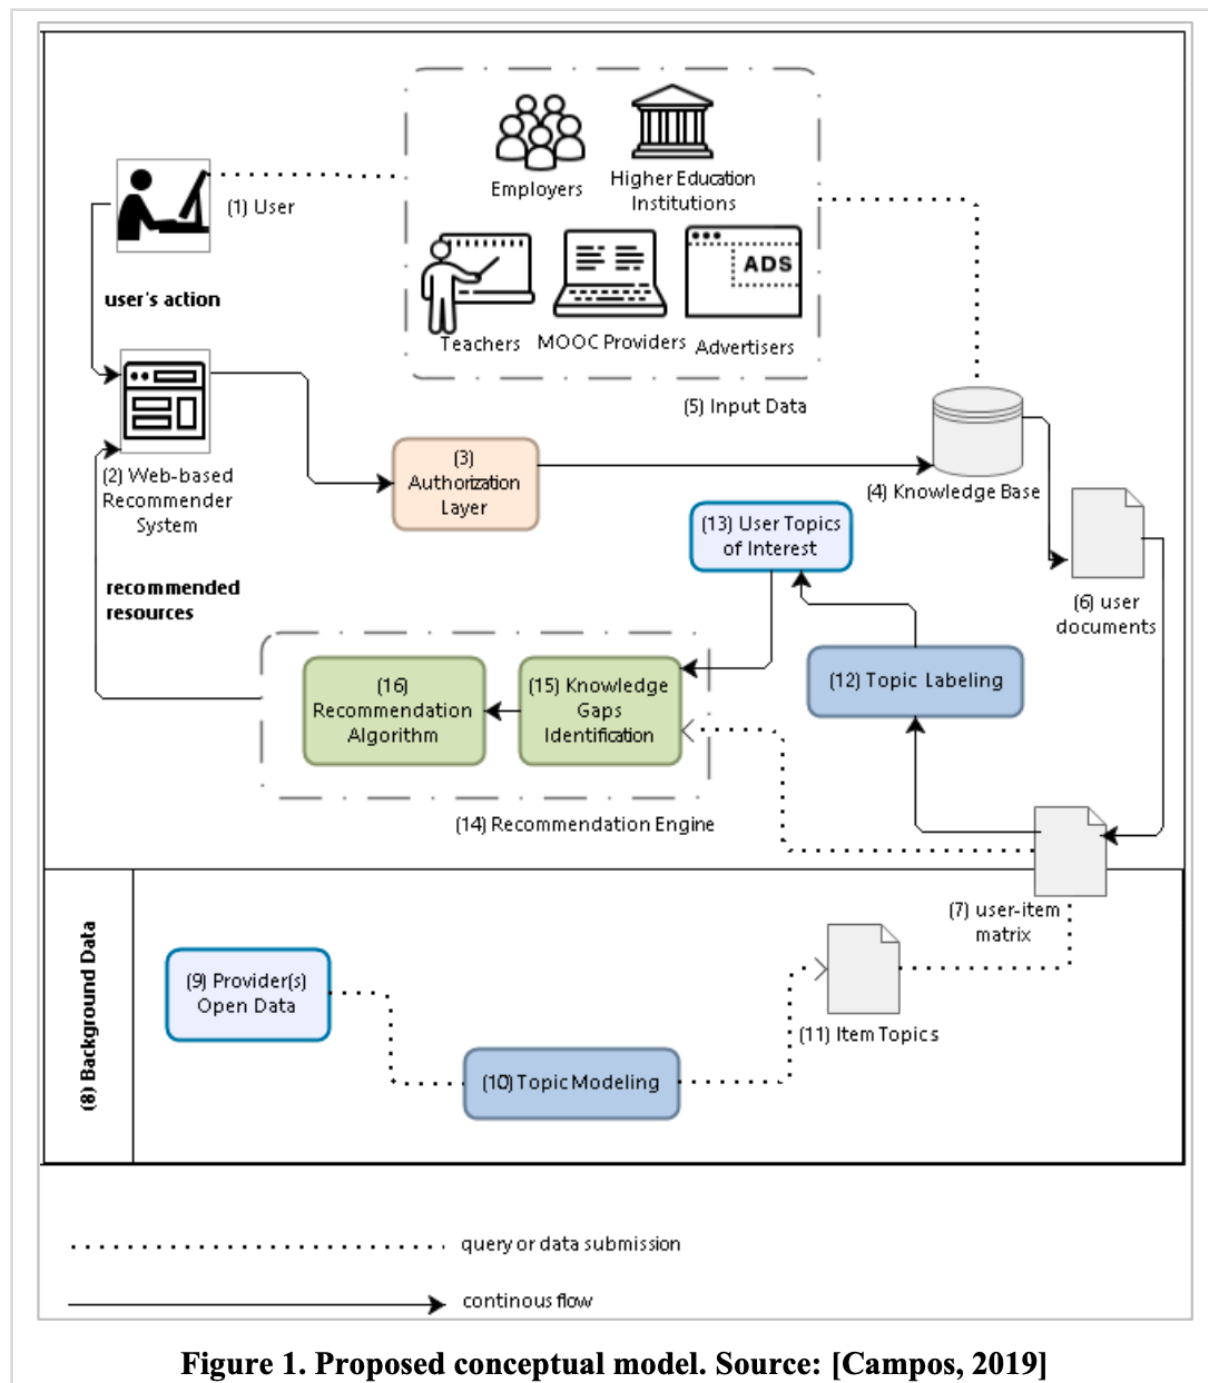 Employers
Higher Education
Institutions
(1) User
ADS
user's action
Teachers
MOOC Providers
Advertisers
(5) Input Data
(2) Web-based
Recommender
System
(3)
Authorization
Layer
(4) Knowledge Base
(13) User Topics
of Interest
recommended
resources
(6) user
documents
(16)
Recommendation
Algorithm
(15) Knowledge
Gaps
Identification
(12) Topic Labeling
(14) Recommendation Engine
(7) user-item
matrix
(8) Background Data
(9) Provider(s)
Open Data
(11) Item Topics
(10) Topic Modeling
query or data submission
continous flow
Figure 1. Proposed conceptual model. Source: [Campos, 2019]